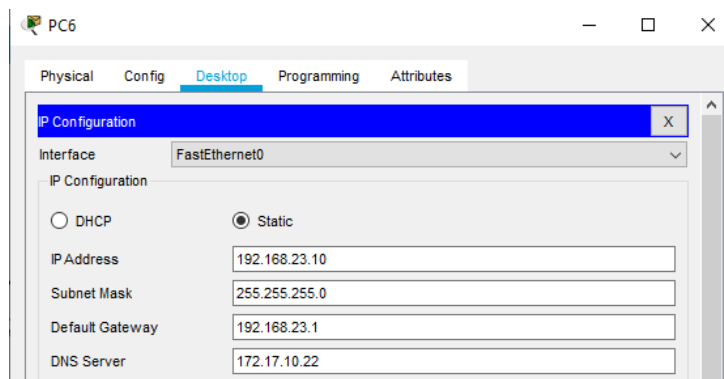 PC6
Physical Config Desktop Programming Attributes
IP Configuration X
Interface FastEthernet0
IP Configuration
DHCP Static
IP Address 192.168.23.10
Subnet Mask 255.255.255.0
Default Gateway 192.168.23.1
DNS Server 172.17.10.22